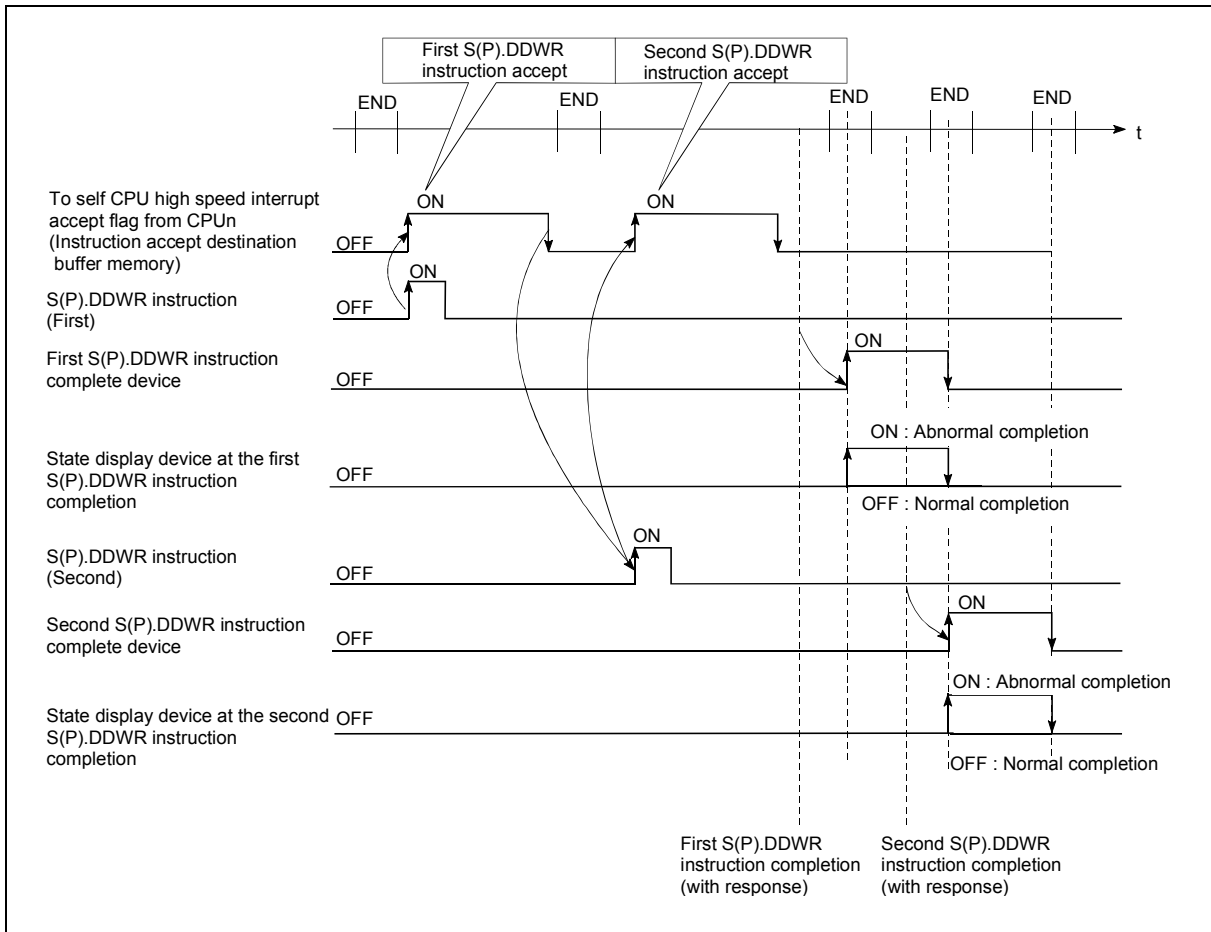 First S(P).DDWR
instruction accept
Second S(P).DDWR
instruction accept
END
END
END
END
END
t
To self CPU high speed interrupt
accept flag from CPUn
(Instruction accept destination
buffer memory)
OFF
ON
ON
S(P).DDWR instruction
(First)
OFF
ON
First S(P).DDWR instruction
complete device
OFF
ON
ON : Abnormal completion
State display device at the first
S(P).DDWR instruction
completion
OFF
OFF : Normal completion
S(P).DDWR instruction
(Second)
OFF
ON
Second S(P).DDWR instruction
complete device
OFF
ON
ON : Abnormal completion
State display device at the second
S(P).DDWR instruction
completion
OFF
OFF : Normal completion
First S(P).DDWR
instruction completion
(with response)
Second S(P).DDWR
instruction completion
(with response)